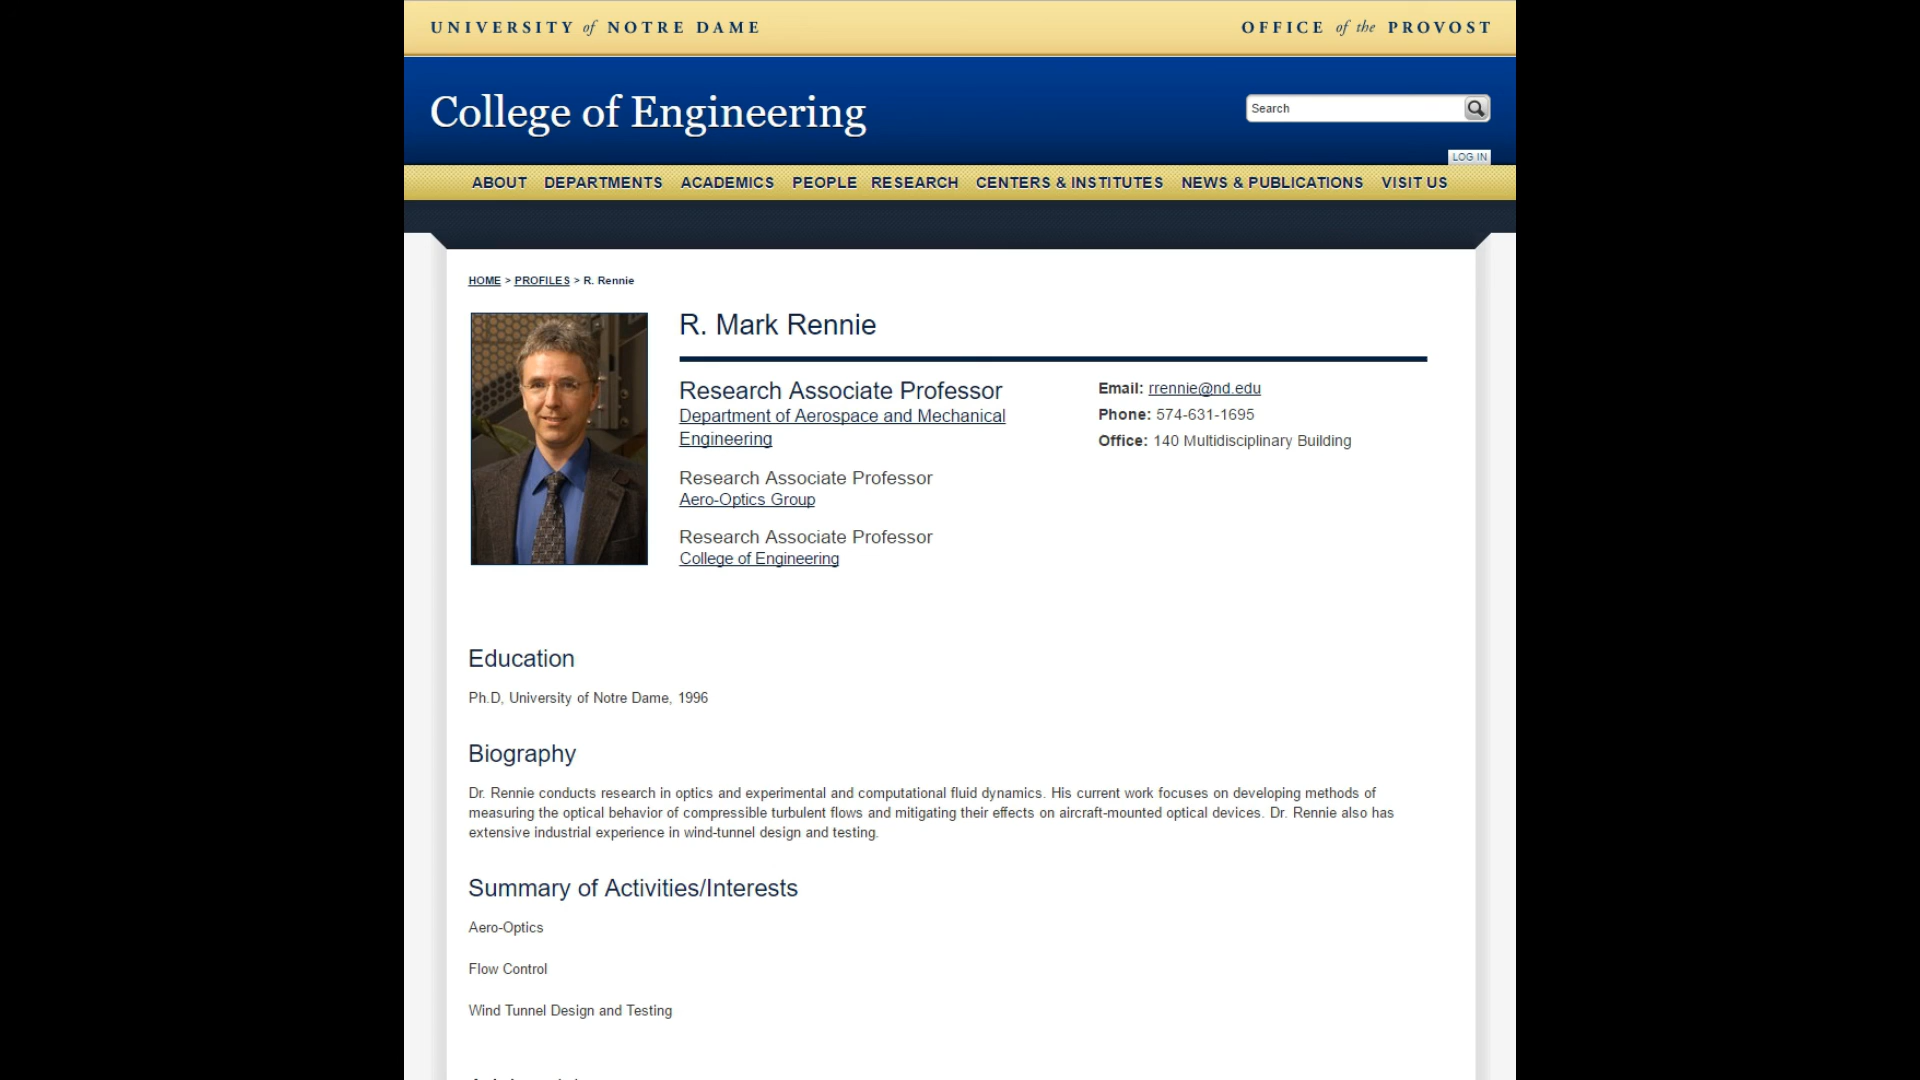 UNIVERSITY of NOTRE DAME
OFFICE of the PROVOST
College of Engineering
Search
LOG IN
ABOUT DEPARTMENTS ACADEMICS PEOPLE RESEARCH CENTERS & INSTITUTES NEWS & PUBLICATIONS VISIT US
HOME > PROFILES > R. Rennie
R. Mark Rennie
Research Associate Professor
Department of Aerospace and Mechanical
Engineering
Research Associate Professor
Aero-Optics Group
Research Associate Professor
College of Engineering
Email: rrennie@nd.edu
Phone: 574-631-1695
Office: 140 Multidisciplinary Building
Education
Ph.D, University of Notre Dame, 1996
Biography
Dr. Rennie conducts research in optics and experimental and computational fluid dynamics. His current work focuses on developing methods of
measuring the optical behavior of compressible turbulent flows and mitigating their effects on aircraft-mounted optical devices. Dr. Rennie also has
extensive industrial experience in wind-tunnel design and testing.
Summary of Activities/Interests
Aero-Optics
Flow Control
Wind Tunnel Design and Testing